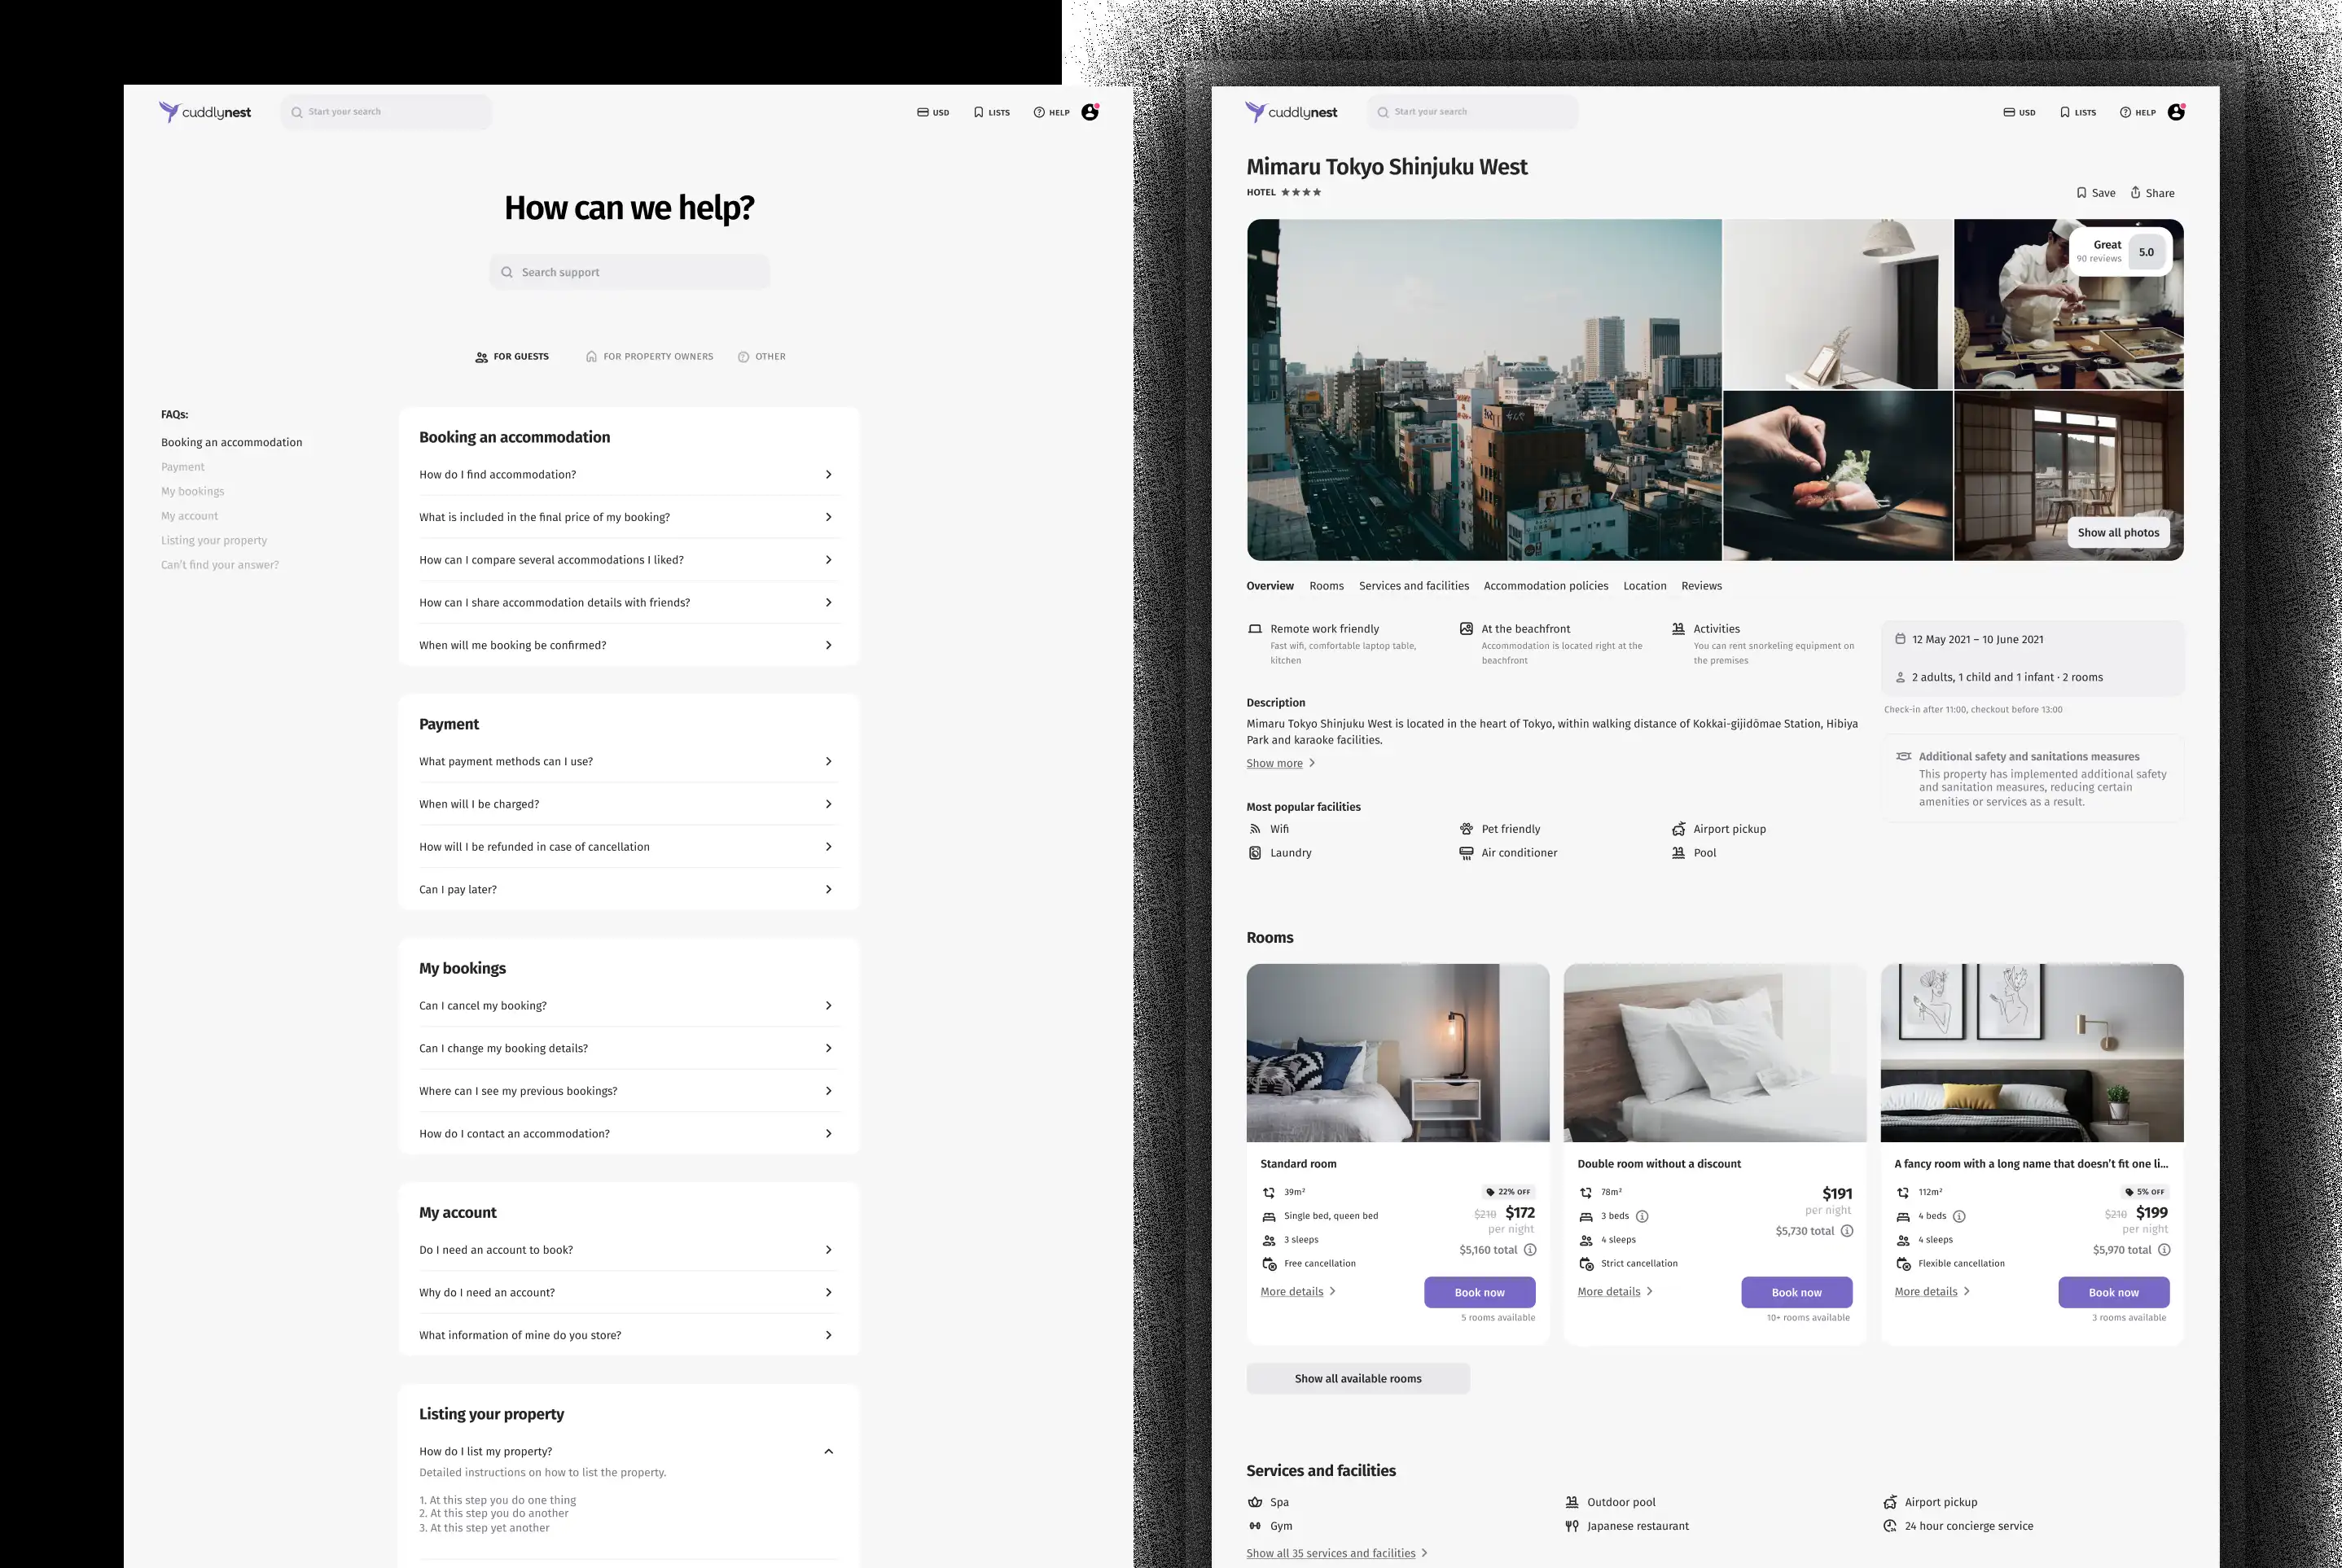 cuddlynest
Start your search
USD
LISTS
HELP
How can we help?
Search support
FOR GUESTS
FOR PROPERTY OWNERS
OTHER
FAQs:
Booking an accommodation
Payment
My bookings
My account
Listing your property
Can't find your answer?
Booking an accommodation
How do I find accommodation?
What is included in the final price of my booking?
How can I compare several accommodations I liked?
How can I share accommodation details with friends?
When will me booking be confirmed?
Payment
What payment methods can I use?
When will I be charged?
How will I be refunded in case of cancellation
Can I pay later?
My bookings
Can I cancel my booking?
Can I change my booking details?
Where can I see my previous bookings?
How do I contact an accommodation?
My account
Do I need an account to book?
Why do I need an account?
What information of mine do you store?
Listing your property
How do I list my property?
Detailed instructions on how to list the property.
1. At this step you do one thing
2. At this step you do another
3. At this step yet another
cuddlynest
Start your search
USD
LISTS
HELP
Mimaru Tokyo Shinjuku West
HOTEL ★★★★
Save
Share
Great
90 reviews
5.0
Show all photos
Overview
Rooms
Services and facilities
Accommodation policies
Location
Reviews
Remote work friendly
Fast wifi, comfortable laptop table,
kitchen
At the beachfront
Accommodation is located right at the
beachfront
Activities
You can rent snorkeling equipment on
the premises
12 May 2021 – 10 June 2021
2 adults, 1 child and 1 infant · 2 rooms
Check-in after 11:00, checkout before 13:00
Additional safety and sanitations measures
This property has implemented additional safety
and sanitation measures, reducing certain
amenities or services as a result.
Description
Mimaru Tokyo Shinjuku West is located in the heart of Tokyo, within walking distance of Kokkai-gijidōmae Station, Hibiya
Park and karaoke facilities.
Show more
Most popular facilities
Wifi
Pet friendly
Airport pickup
Laundry
Air conditioner
Pool
Rooms
Standard room
39m²
Single bed, queen bed
3 sleeps
Free cancellation
More details
22% OFF
$210 $172
per night
$5,160 total
Book now
5 rooms available
Double room without a discount
78m²
3 beds
4 sleeps
Strict cancellation
More details
$191
per night
$5,730 total
Book now
10+ rooms available
A fancy room with a long name that doesn't fit one li...
112m²
4 beds
4 sleeps
Flexible cancellation
More details
5% OFF
$210 $199
per night
$5,970 total
Book now
3 rooms available
Show all available rooms
Services and facilities
Spa
Outdoor pool
Airport pickup
Gym
Japanese restaurant
24 hour concierge service
Show all 35 services and facilities